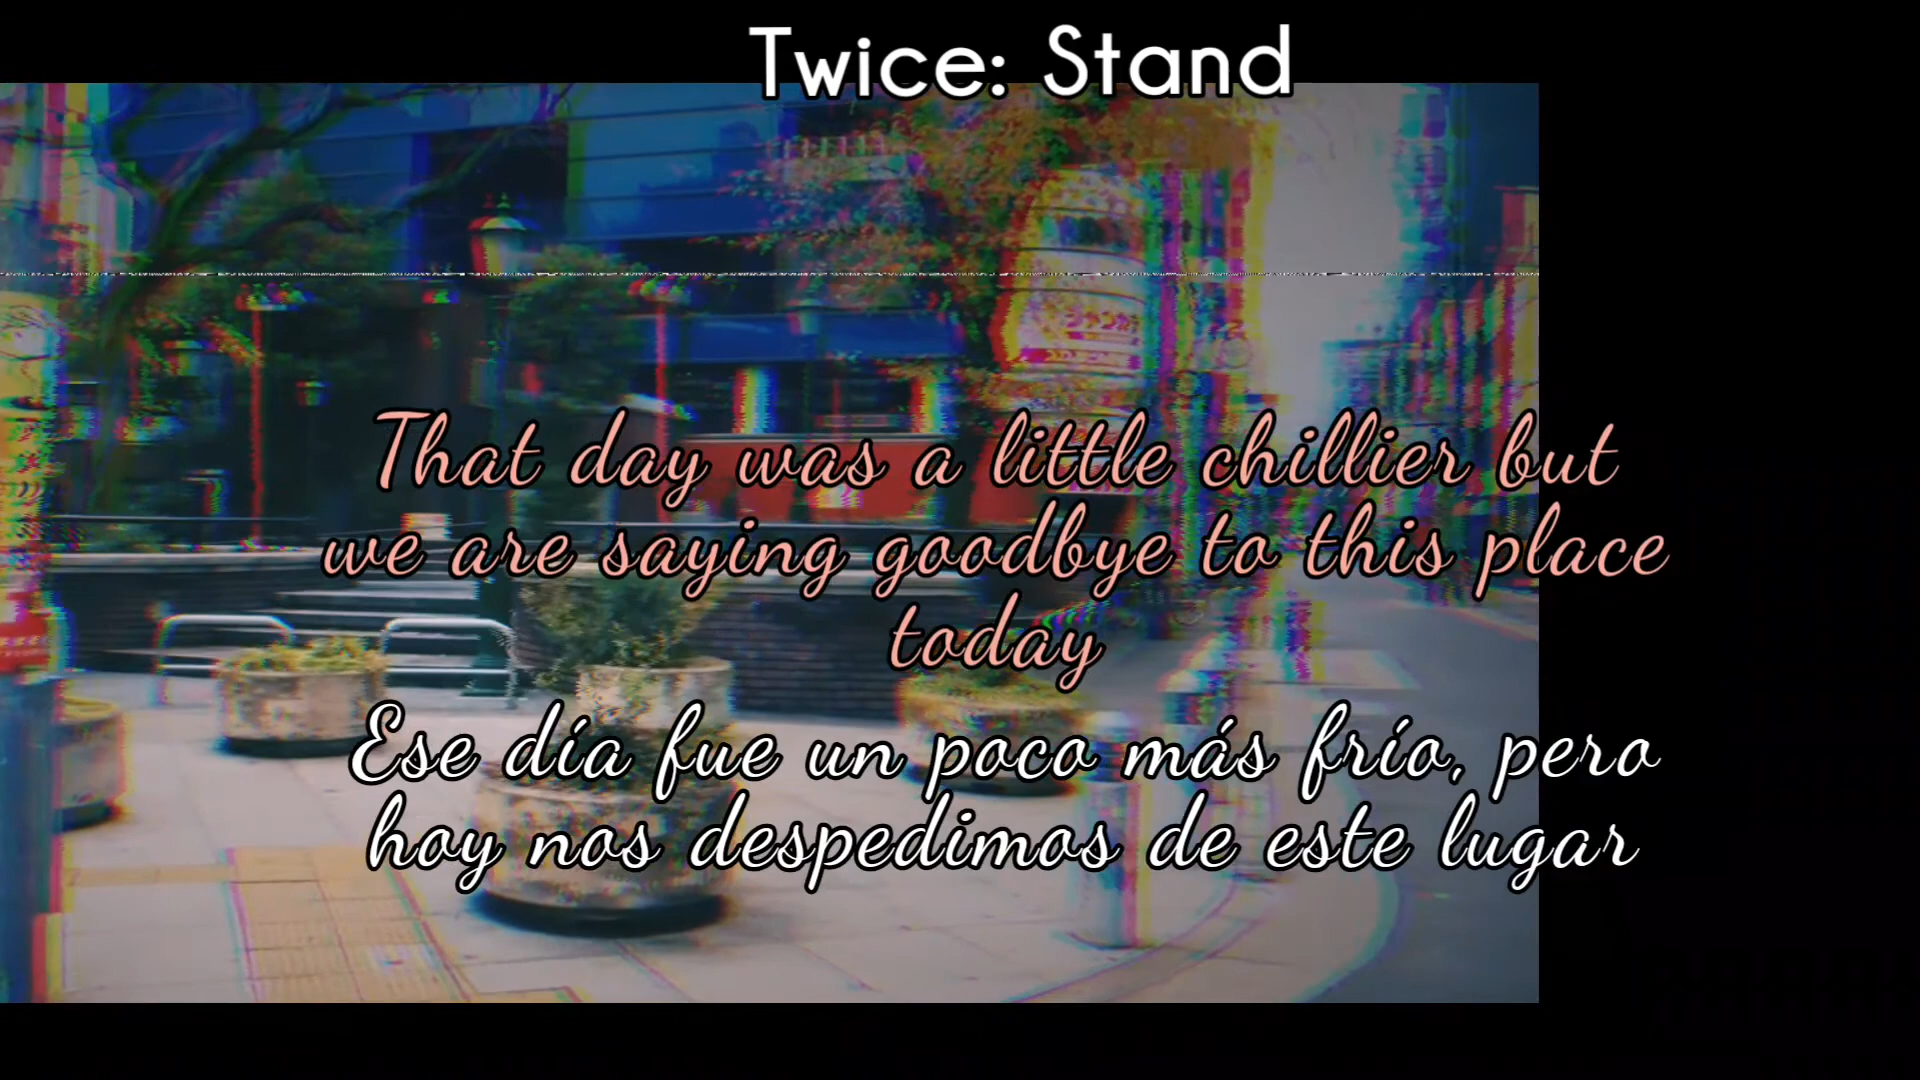 Twice: Stand
That day was a little chillier but
we are saying goodbye to this place
today
Ese día fue un poco más frío, pero
hoy nos despedimos de este lugar